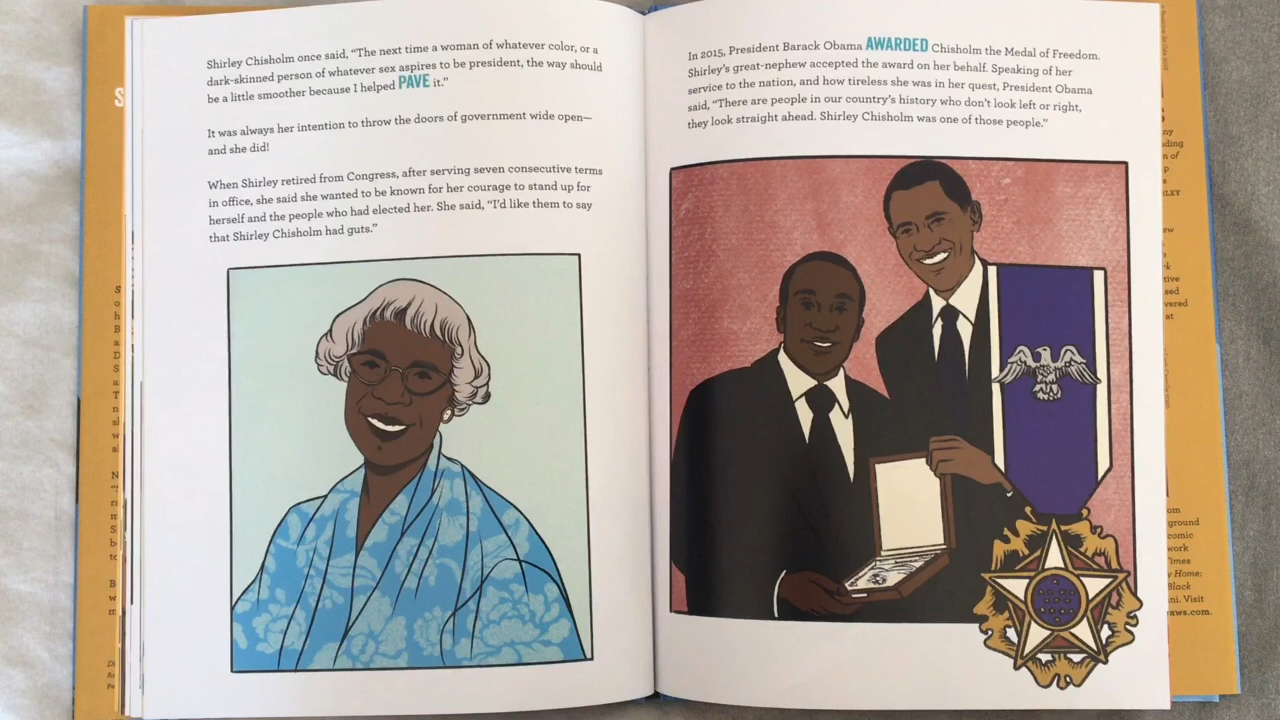 Shirley Chisholm once said, “The next time a woman of whatever color, or a
dark-skinned person of whatever sex aspires to be president, the way should
be a little smoother because I helped PAVE it.”
It was always her intention to throw the doors of government wide open—
and she did!
When Shirley retired from Congress, after serving seven consecutive terms
in office, she said she wanted to be known for her courage to stand up for
herself and the people who had elected her. She said, “I’d like them to say
that Shirley Chisholm had guts.”
In 2015, President Barack Obama AWARDED Chisholm the Medal of Freedom.
Shirley’s great-nephew accepted the award on her behalf. Speaking of her
service to the nation, and how tireless she was in her quest, President Obama
said, “There are people in our country’s history who don’t look left or right,
they look straight ahead. Shirley Chisholm was one of those people.”
ground
comic
work
Times
Home:
Black
Visit